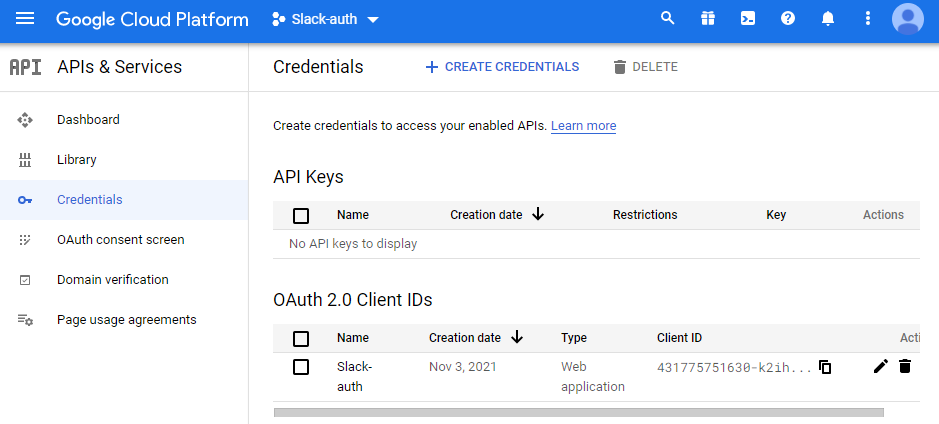 Google Cloud Platform Slack-auth
API APIs & Services
Credentials + CREATE CREDENTIALS DELETE
Dashboard
Library
Credentials
OAuth consent screen
Domain verification
Page usage agreements
Create credentials to access your enabled APIs. Learn more
API Keys
Name Creation date Restrictions Key Actions
No API keys to display
OAuth 2.0 Client IDs
Name Creation date Type Client ID Acti
Slack- Nov 3, 2021 Web 431775751630-k2ih...
auth application